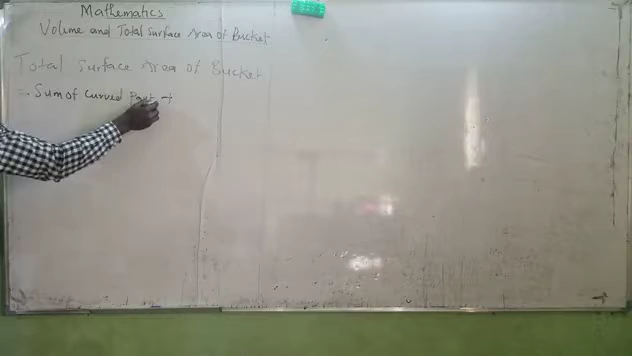 Mathematics
Volume and Total Surface Area of Bucket.
Total Surface Area of Bucket
= Sum of Curved Part +